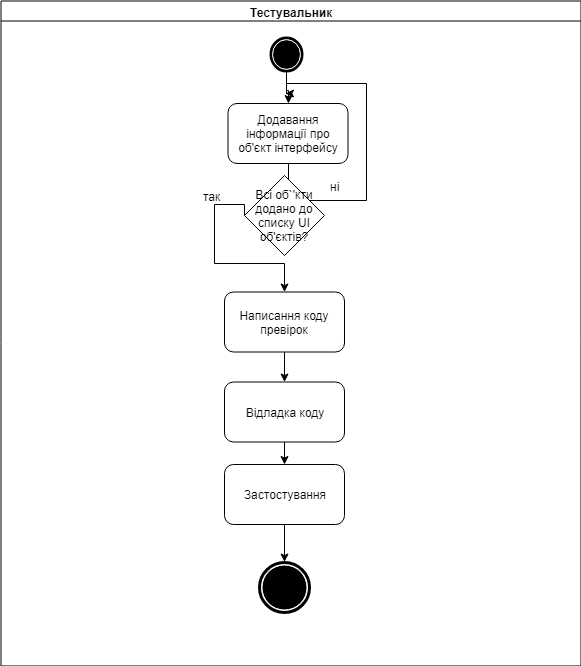 Тестувальник
Додавання
інформації про
об'єкт інтерфейсу
ні
так
Всі об`'кти
додано до
списку UI
об'єктів?
Написання коду
превірок
Відладка коду
Застостування